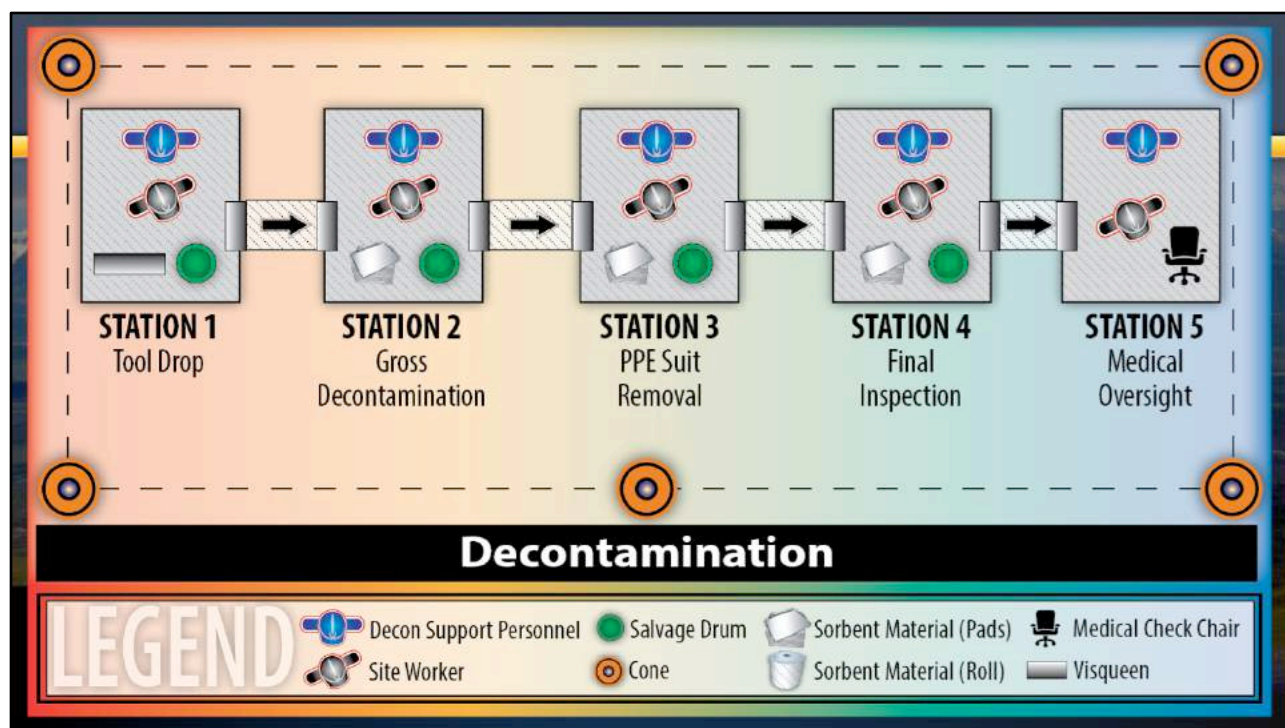 STATION 1
Tool Drop
STATION 2
Gross
Decontamination
STATION 3
PPE Suit
Removal
STATION 4
Final
Inspection
STATION 5
Medical
Oversight
Decontamination
LEGEND
Decon Support Personnel
Site Worker
Salvage Drum
Cone
Sorbent Material (Pads)
Sorbent Material (Roll)
Medical Check Chair
Visqueen